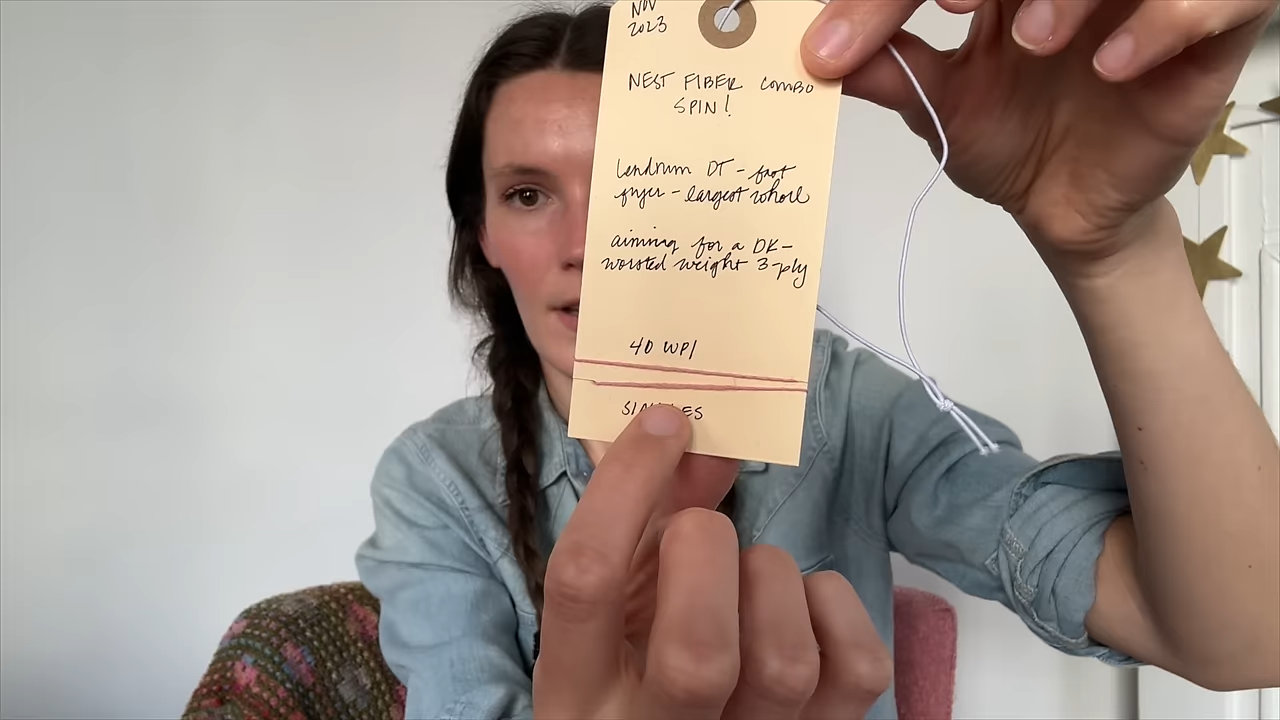 NOV
2023
NEST FIBER COMBO
SPIN!
Lendrum DT - fast
flyer - largest whorl
aiming for a DK-
worsted weight 3-ply
40 WPI